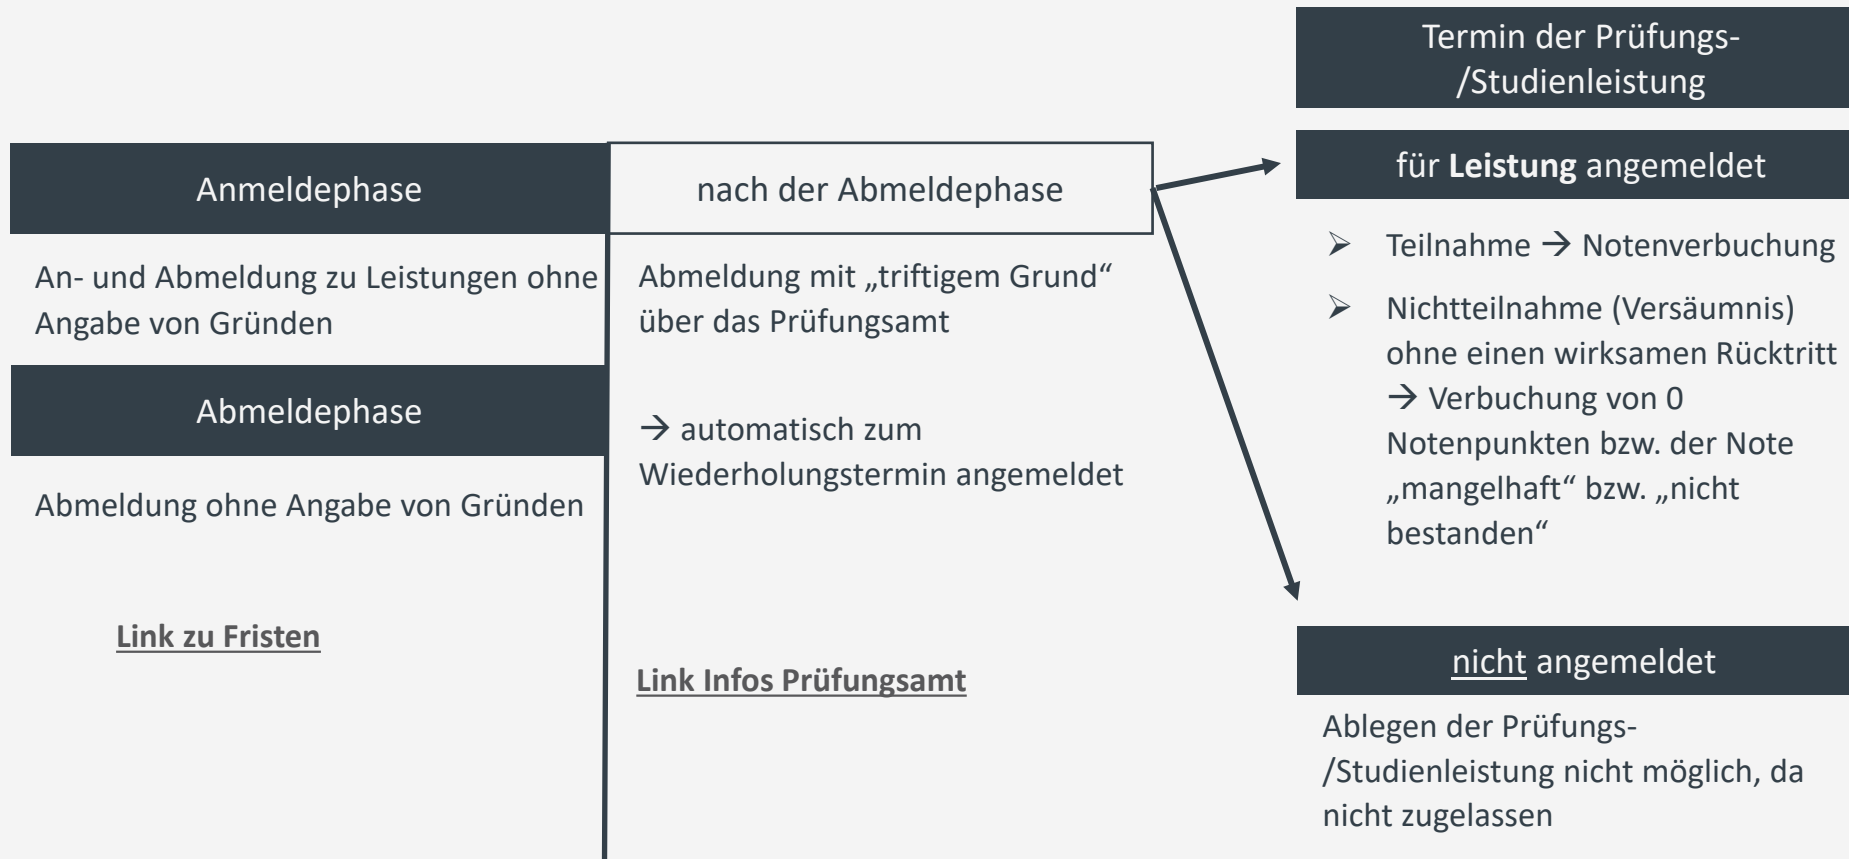 Anmeldephase
An- und Abmeldung zu Leistungen ohne
Angabe von Gründen
Abmeldephase
Abmeldung ohne Angabe von Gründen
Link zu Fristen
nach der Abmeldephase
Abmeldung mit „triftigem Grund“
über das Prüfungsamt
→ automatisch zum
Wiederholungstermin angemeldet
Link Infos Prüfungsamt
Termin der Prüfungs-
/Studienleistung
für Leistung angemeldet
➢ Teilnahme → Notenverbuchung
➢ Nichtteilnahme (Versäumnis)
ohne einen wirksamen Rücktritt
→ Verbuchung von 0
Notenpunkten bzw. der Note
„mangelhaft“ bzw. „nicht
bestanden“
nicht angemeldet
Ablegen der Prüfungs-
/Studienleistung nicht möglich, da
nicht zugelassen